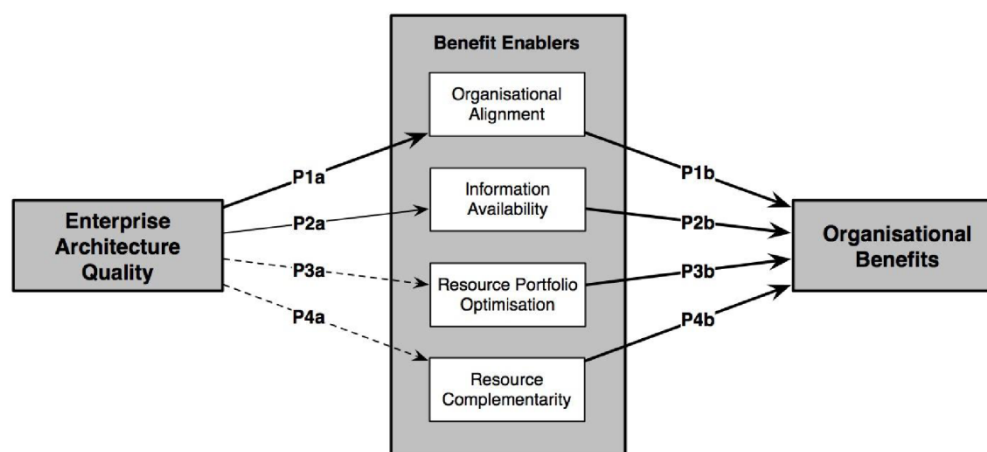 Benefit Enablers
Organisational
Alignment
P1a
P1b
Information
Availability
P2a
P2b
Enterprise
Architecture
Quality
Organisational
Benefits
P3a
P3b
Resource Portfolio
Optimisation
P4a
P4b
Resource
Complementarity